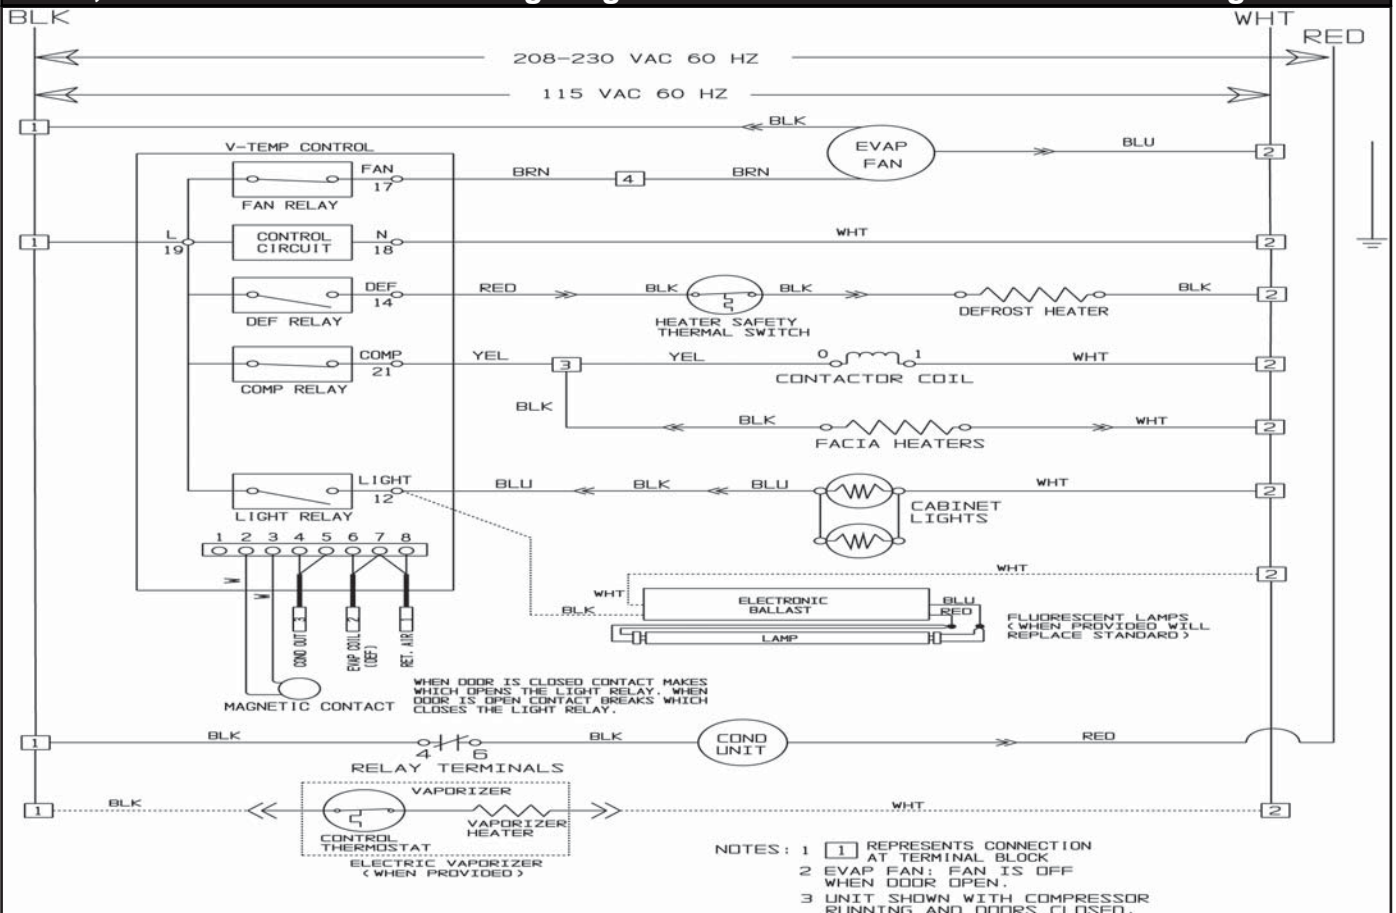 BLK
WHT
RED
208-230 VAC 60 HZ
115 VAC 60 HZ
1
BLK
EVAP
FAN
BLU
2
V-TEMP CONTROL
FAN
17
BRN
4
BRN
FAN RELAY
1
L
19
CONTROL
CIRCUIT
N
18
WHT
2
DEF
14
RED
BLK
BLK
BLK
2
DEF RELAY
HEATER SAFETY
THERMAL SWITCH
DEFROST HEATER
COMP
21
YEL
3
YEL
0
1
WHT
2
COMP RELAY
CONTACTOR COIL
BLK
BLK
WHT
2
FACIA HEATERS
LIGHT
12
BLU
BLK
BLU
WHT
2
LIGHT RELAY
CABINET
LIGHTS
1 2 3 4 5 6 7 8
W
W
WHT
2
WHT
BLK
ELECTRONIC
BALLAST
BLU
RED
LAMP
FLUORESCENT LAMPS
(WHEN PROVIDED WILL
REPLACE STANDARD)
3
COND OUT
2
EVAP COIL
(DEF)
1
RET. AIR
MAGNETIC CONTACT
WHEN DOOR IS CLOSED CONTACT MAKES
WHICH OPENS THE LIGHT RELAY. WHEN
DOOR IS OPEN CONTACT BREAKS WHICH
CLOSES THE LIGHT RELAY.
1
BLK
4
6
BLK
COND
UNIT
RED
RELAY TERMINALS
VAPORIZER
1
BLK
VAPORIZER
HEATER
WHT
2
CONTROL
THERMOSTAT
ELECTRIC VAPORIZER
(WHEN PROVIDED)
NOTES: 1 1 REPRESENTS CONNECTION
AT TERMINAL BLOCK
2 EVAP FAN: FAN IS OFF
WHEN DOOR OPEN.
3 UNIT SHOWN WITH COMPRESSOR
RUNNING AND DOORS CLOSED.